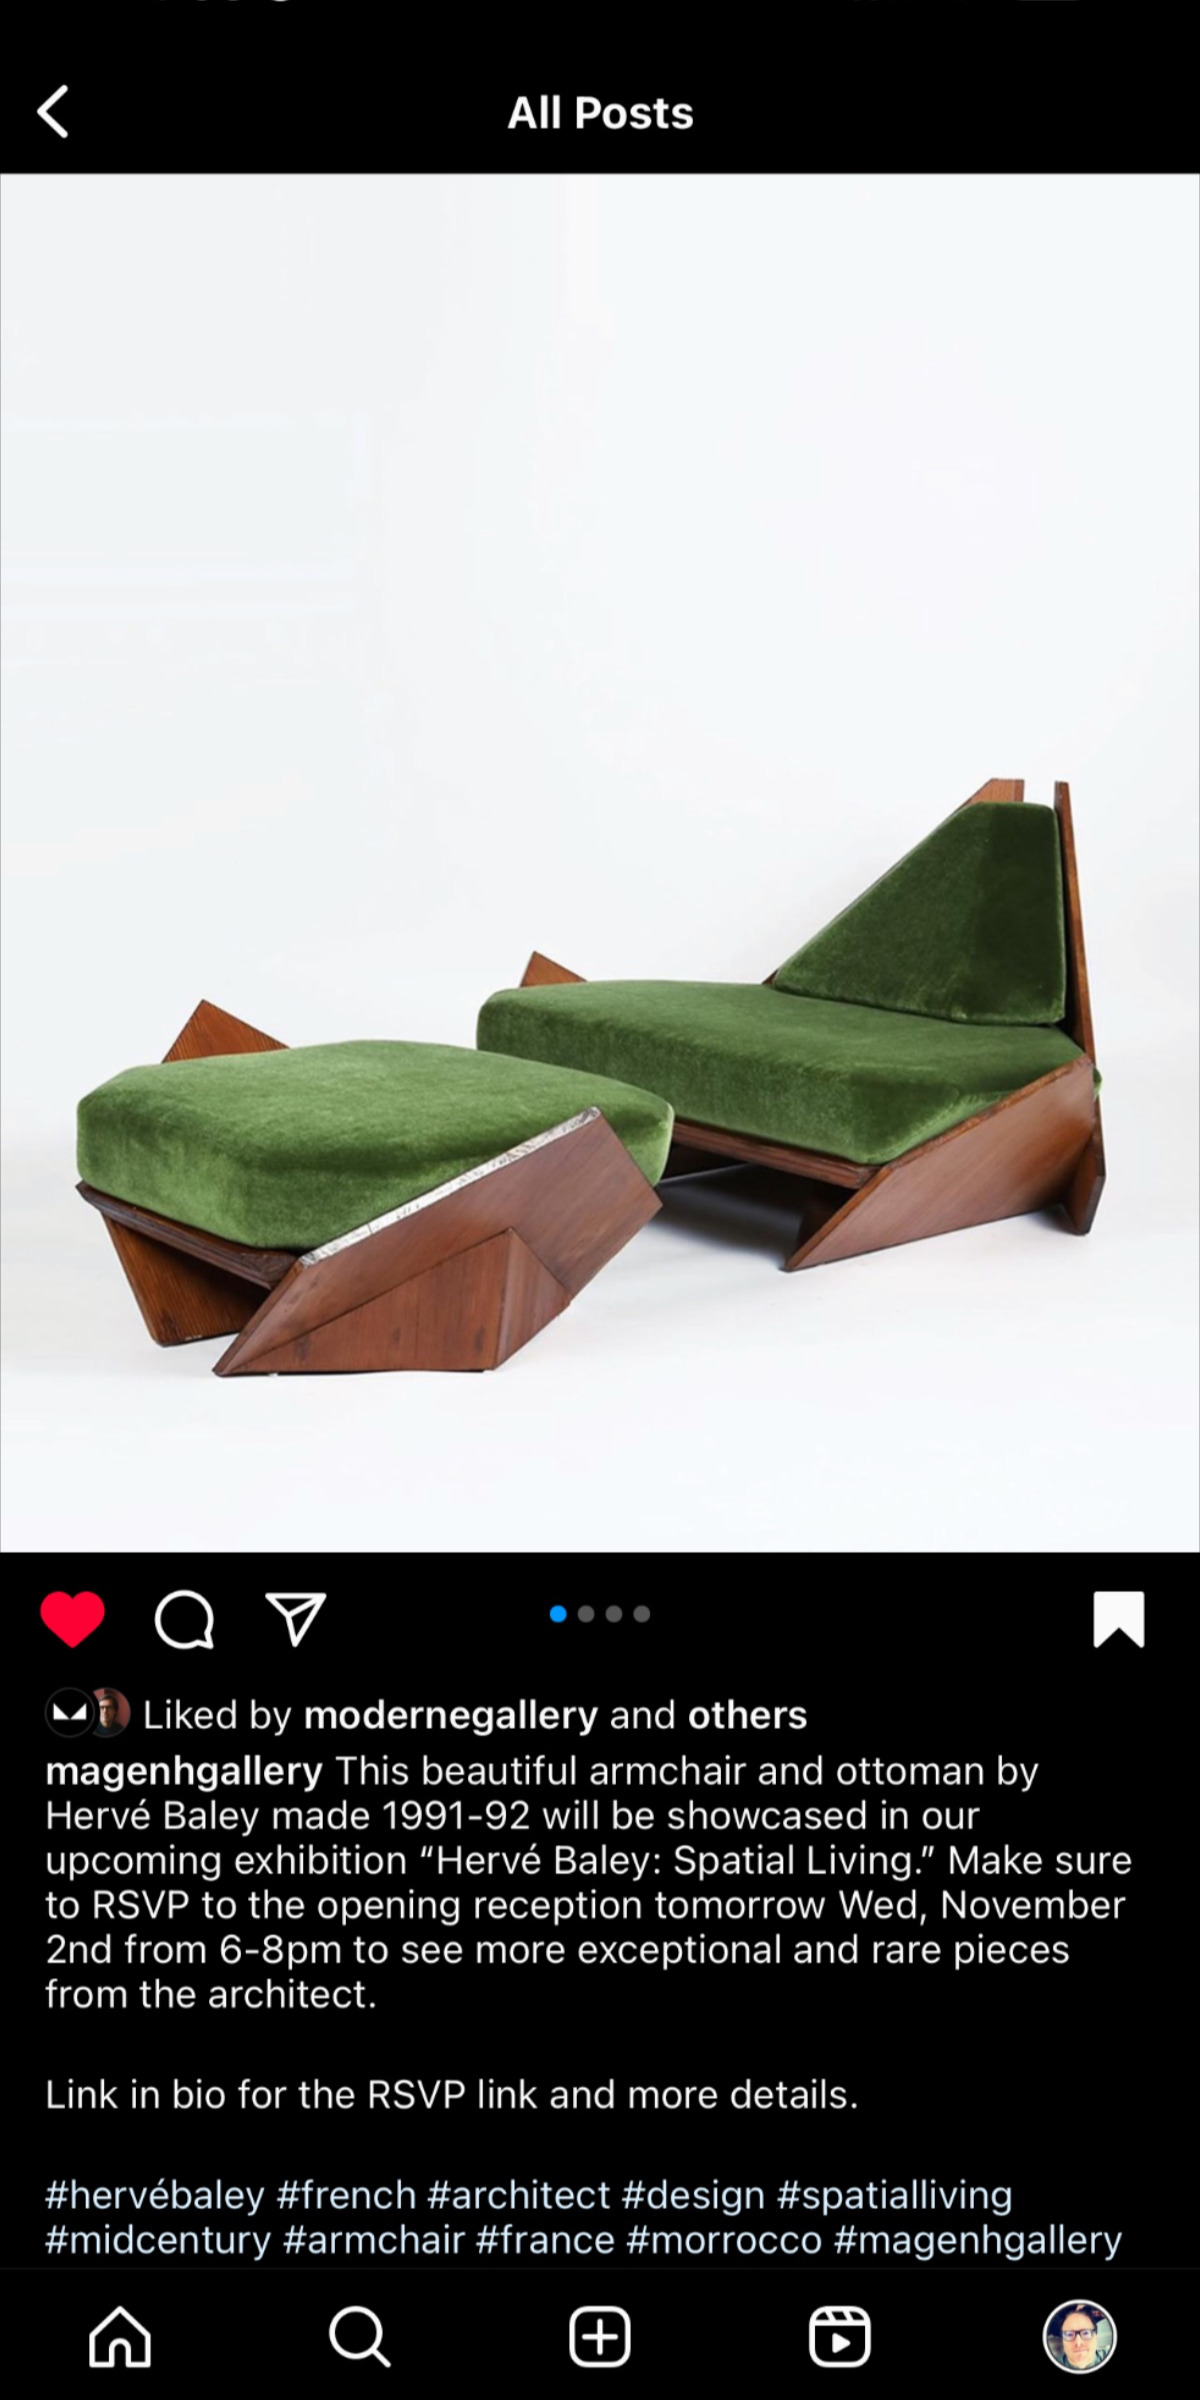 All Posts
Liked by modernegallery and others
magenhgallery This beautiful armchair and ottoman by
Hervé Baley made 1991-92 will be showcased in our
upcoming exhibition “Hervé Baley: Spatial Living.” Make sure
to RSVP to the opening reception tomorrow Wed, November
2nd from 6-8pm to see more exceptional and rare pieces
from the architect.
Link in bio for the RSVP link and more details.
#hervébaley #french #architect #design #spatialliving
#midcentury #armchair #france #morrocco #magenhgallery